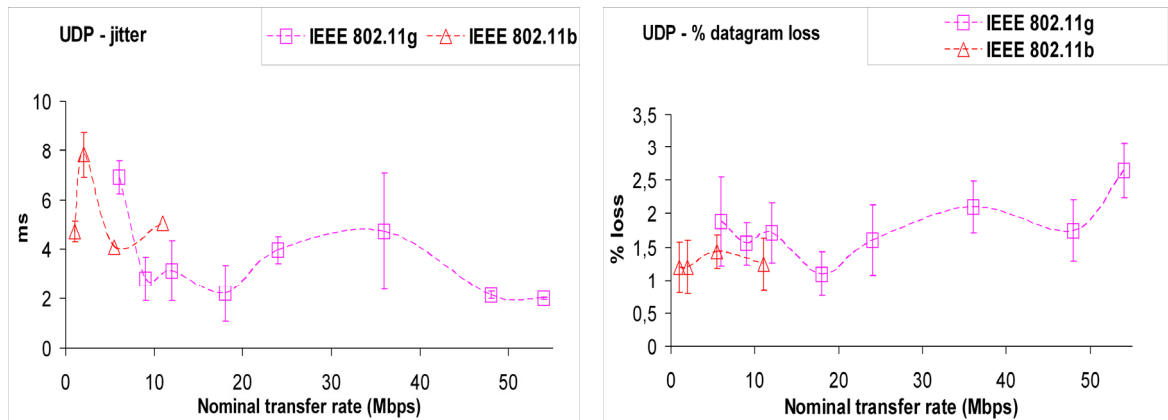 UDP - jitter
IEEE 802.11g
IEEE 802.11b
10
8
6
4
2
0
ms
0 10 20 30 40 50
Nominal transfer rate (Mbps)
UDP - % datagram loss
IEEE 802.11g
IEEE 802.11b
3,5
3
2,5
2
1,5
1
0,5
0
% loss
0 10 20 30 40 50
Nominal transfer rate (Mbps)